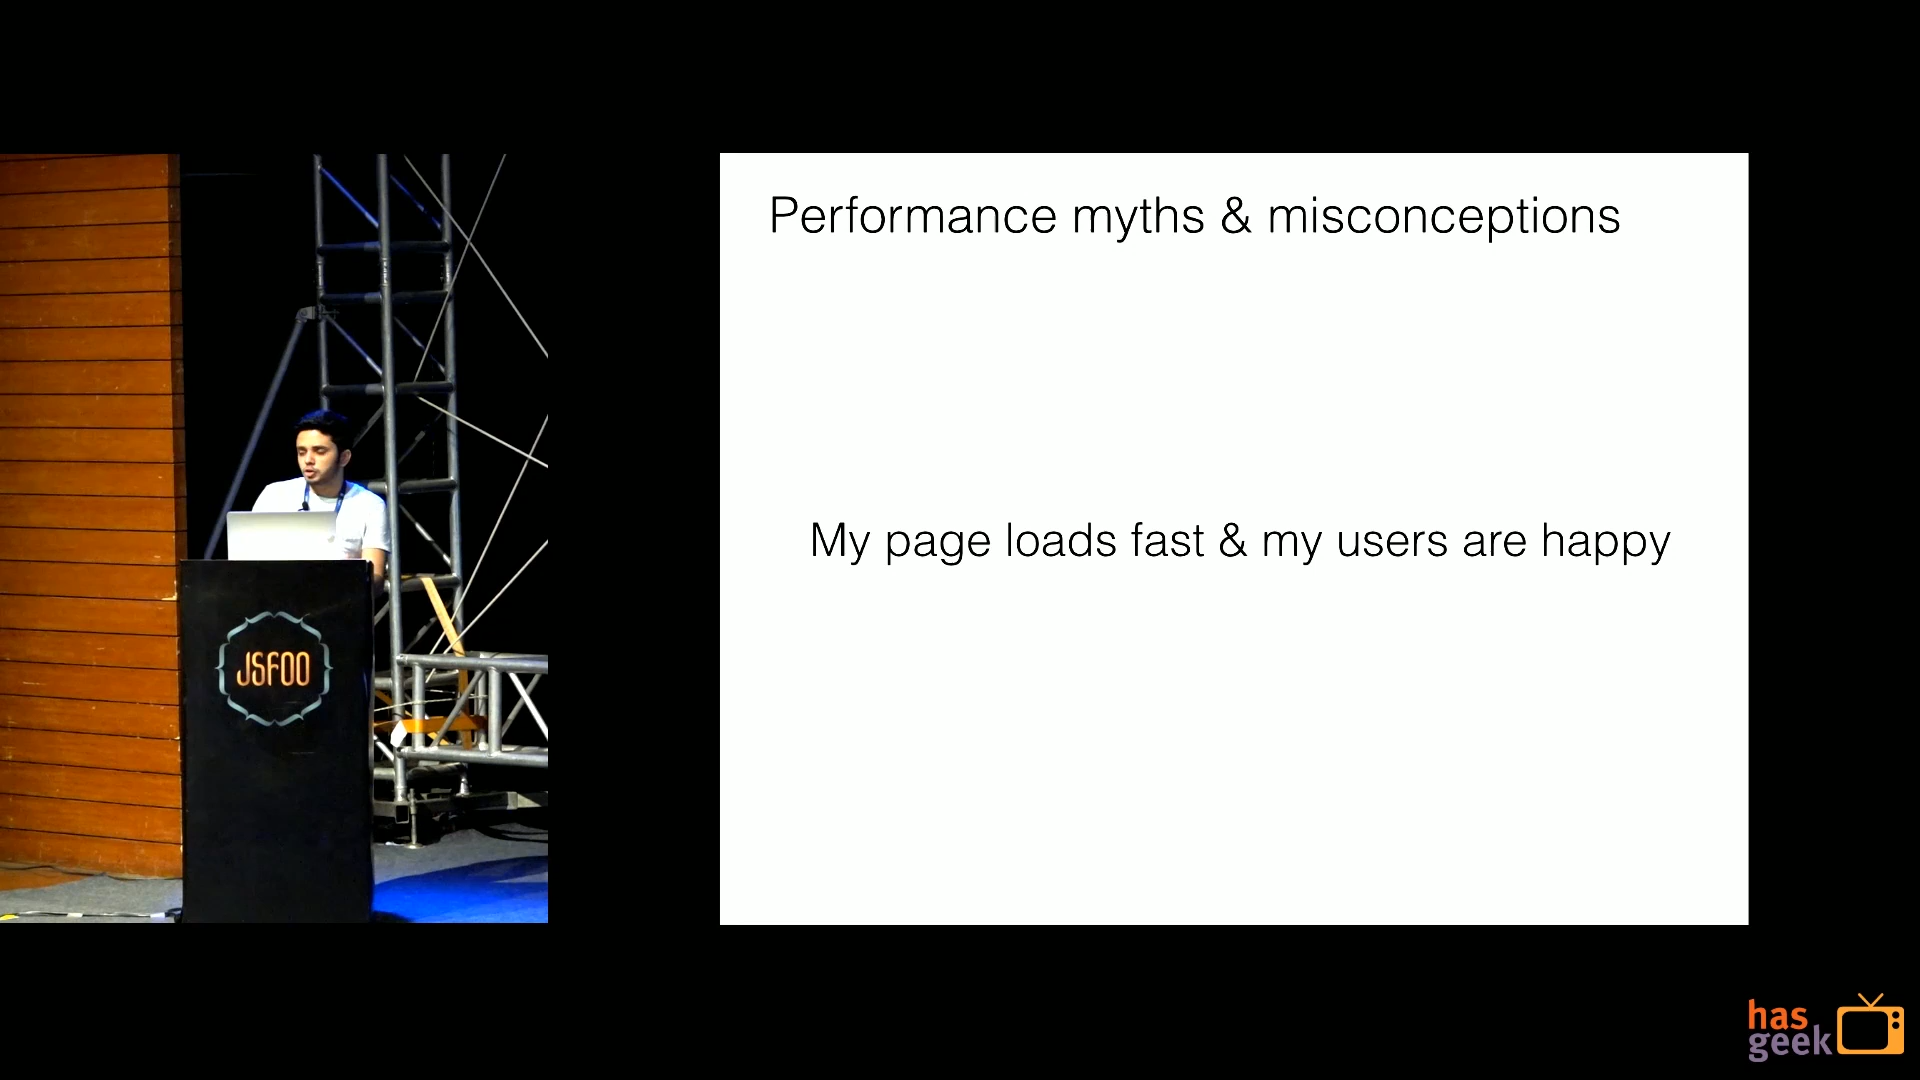 Performance myths & misconceptions
My page loads fast & my users are happy
JSFOO
has
geek